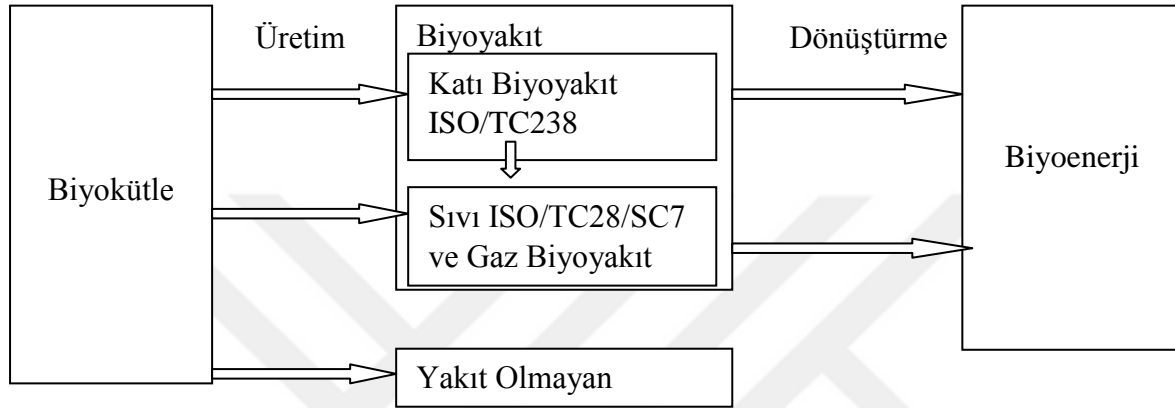 Biyokütle
Üretim
Biyoyakıt
Katı Biyoyakıt
ISO/TC238
Sıvı ISO/TC28/SC7
ve Gaz Biyoyakıt
Yakıt Olmayan
Dönüştürme
Biyoenerji